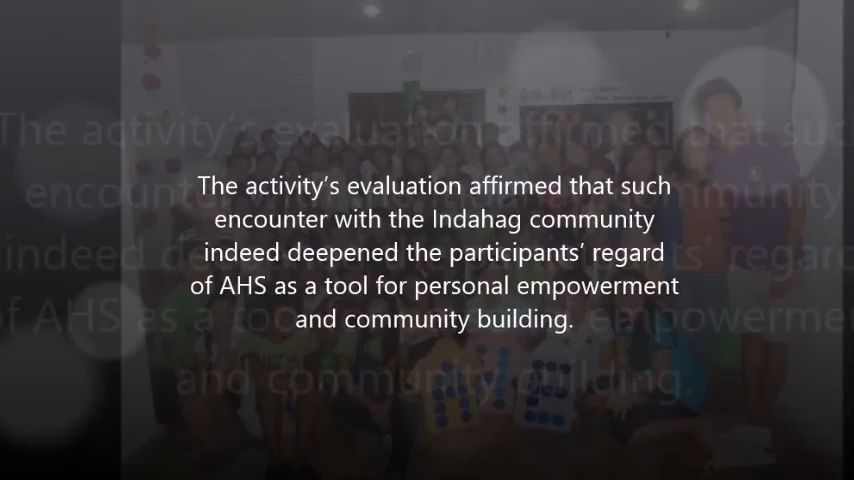 The activity's evaluation affirmed that such
encounter with the Indahag community
indeed deepened the participants' regard
of AHS as a tool for personal empowerment
and community building.